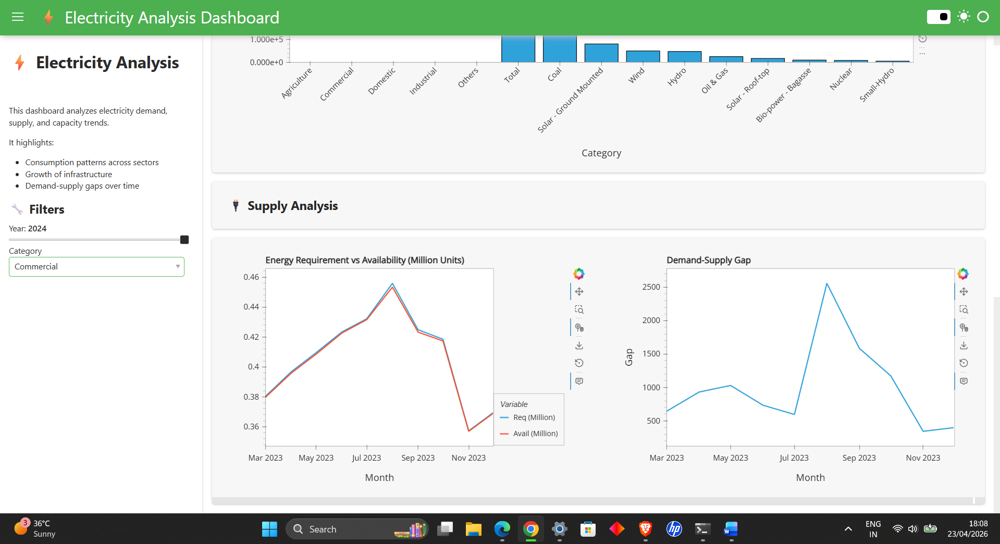 Electricity Analysis Dashboard
Electricity Analysis
This dashboard analyzes electricity demand,
supply, and capacity trends.
It highlights:
Consumption patterns across sectors
Growth of infrastructure
Demand-supply gaps over time
Filters
Year: 2024
Category
Commercial
1.000e+5
0.000e+0
Agriculture
Commercial
Domestic
Industrial
Others
Total
Coal
Solar - Ground Mounted
Wind
Hydro
Oil & Gas
Solar - Roof-top
Bio-power - Bagasse
Nuclear
Small-Hydro
Category
Supply Analysis
Energy Requirement vs Availability (Million Units)
0.46
0.44
0.42
0.4
0.38
0.36
Mar 2023 May 2023 Jul 2023 Sep 2023 Nov 2023
Month
Variable
Req (Million)
Avail (Million)
Demand-Supply Gap
Gap
2500
2000
1500
1000
500
Mar 2023 May 2023 Jul 2023 Sep 2023 Nov 2023
Month
3
36°C
Sunny
Search
hp
W
ENG
IN
18:08
23/04/2026